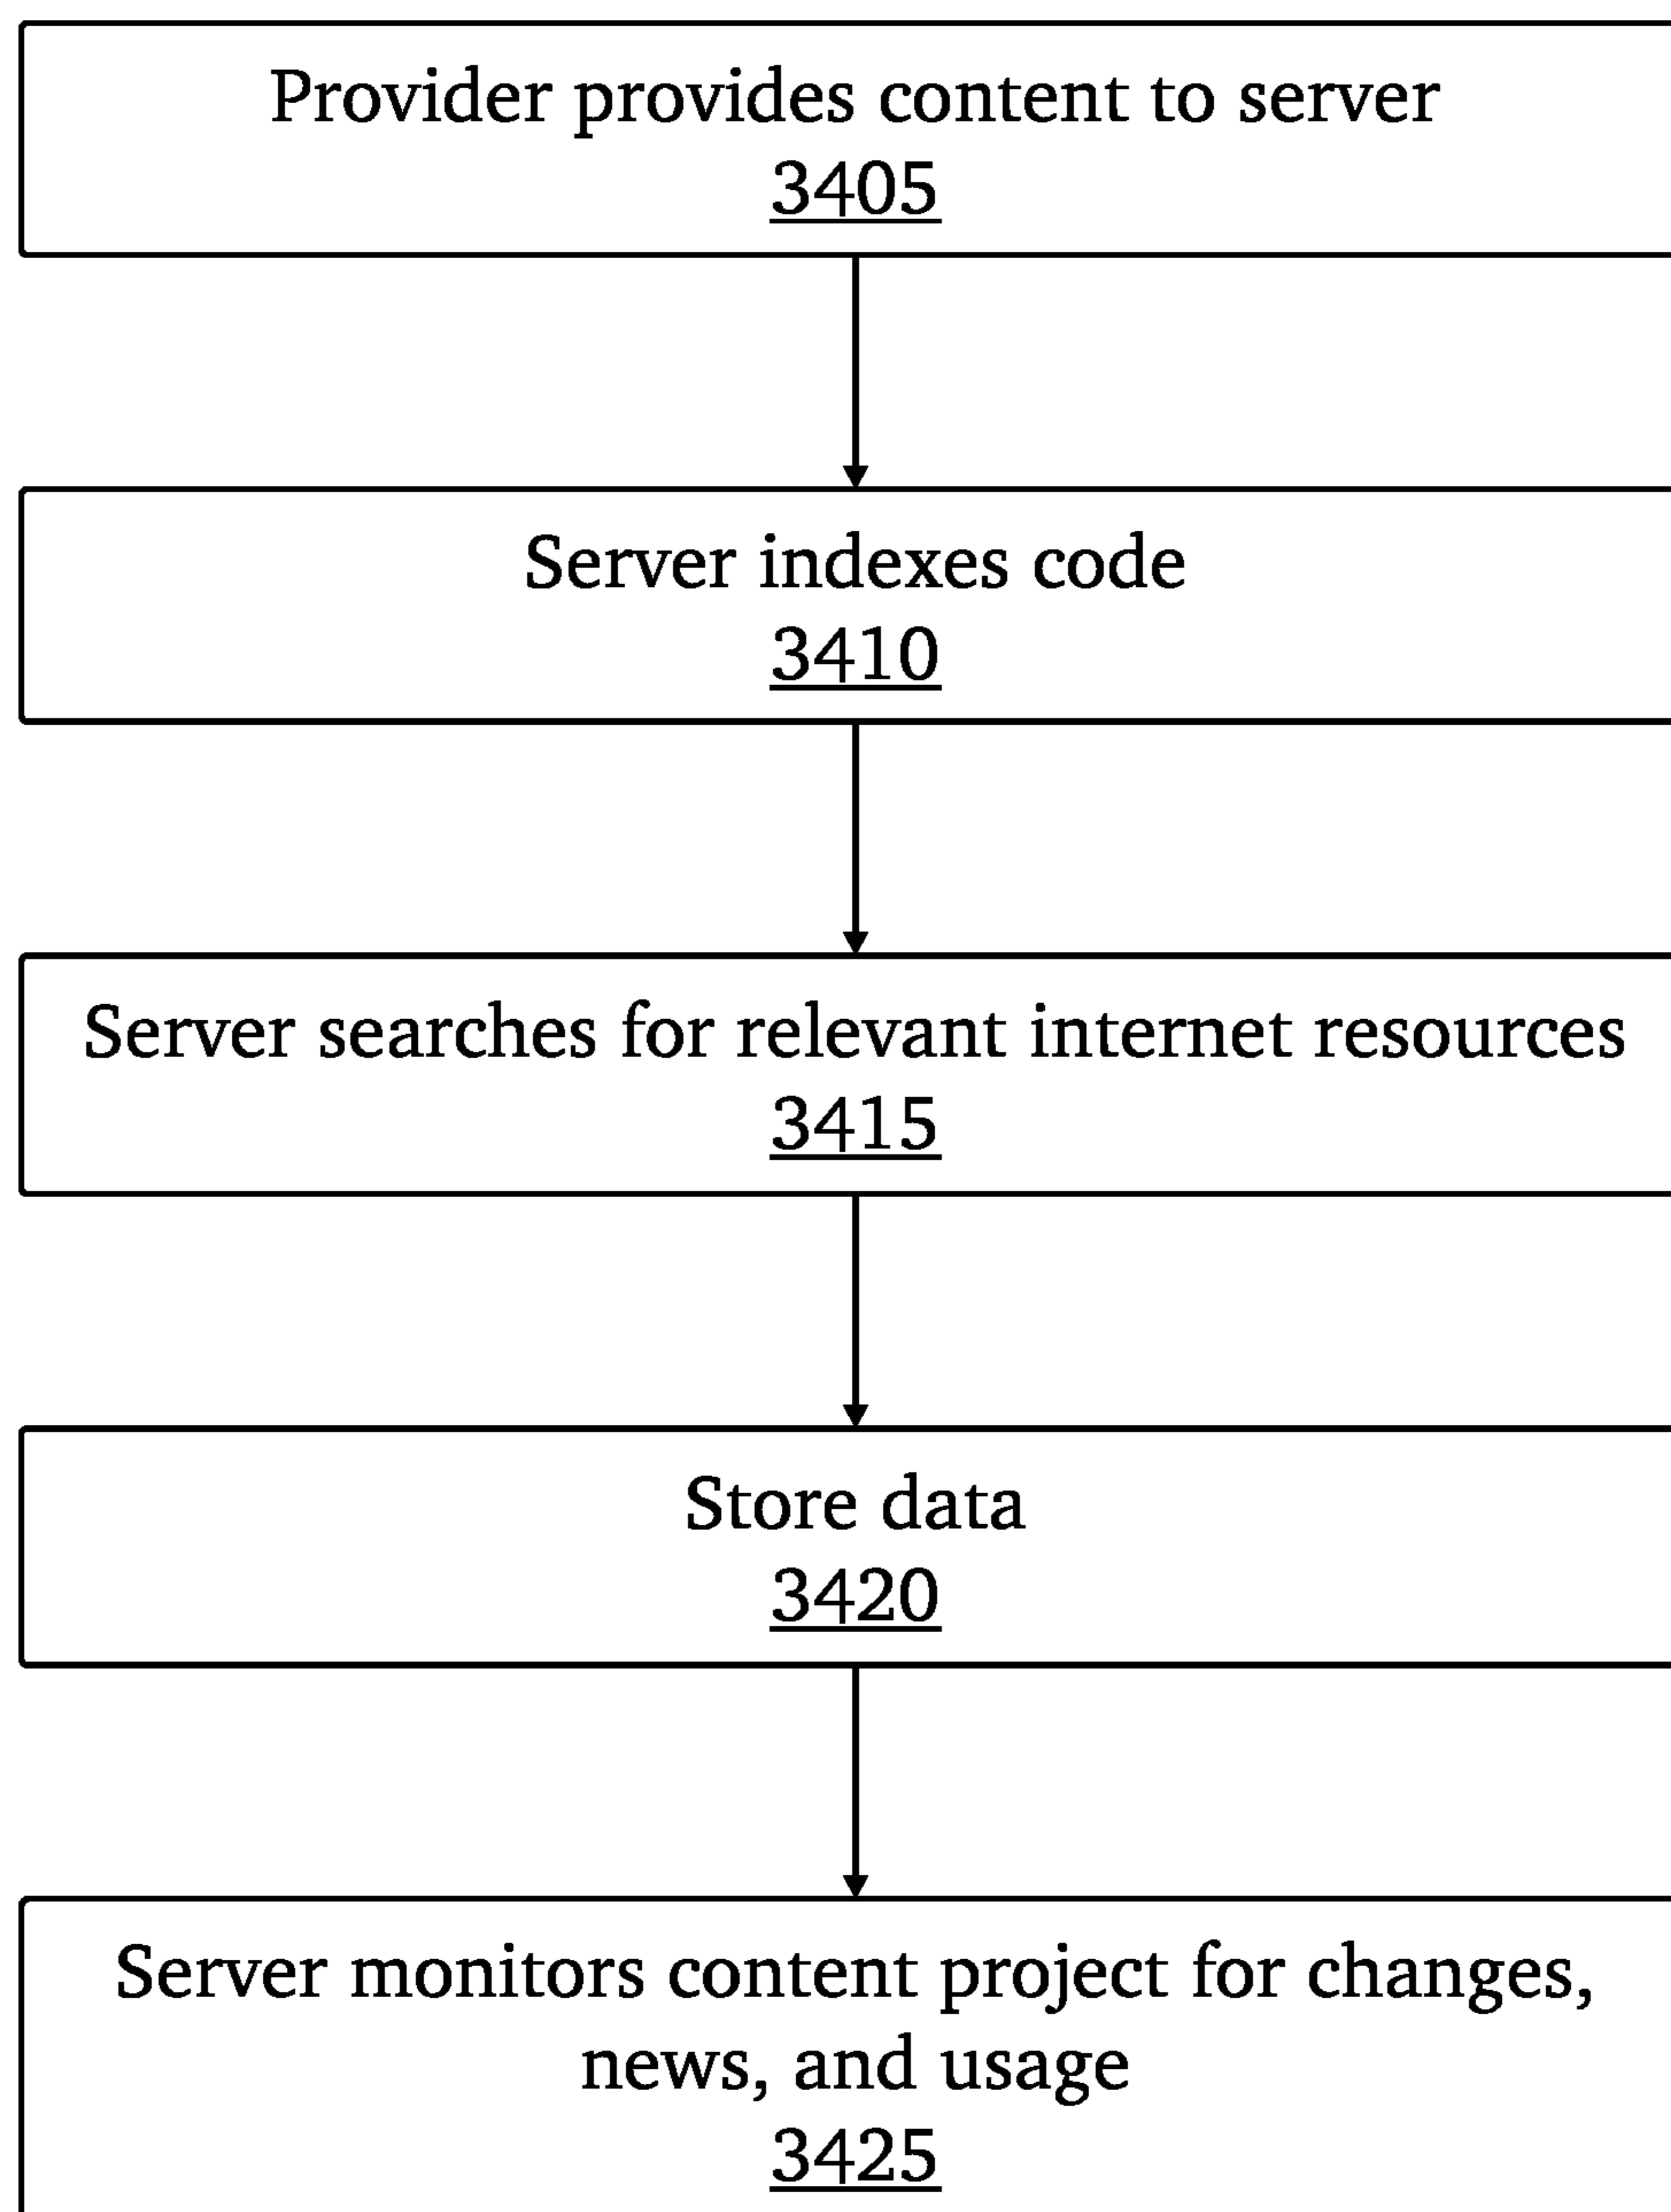 Provider provides content to server
3405
Server indexes code
3410
Server searches for relevant internet resources
3415
Store data
3420
Server monitors content project for changes,
news, and usage
3425